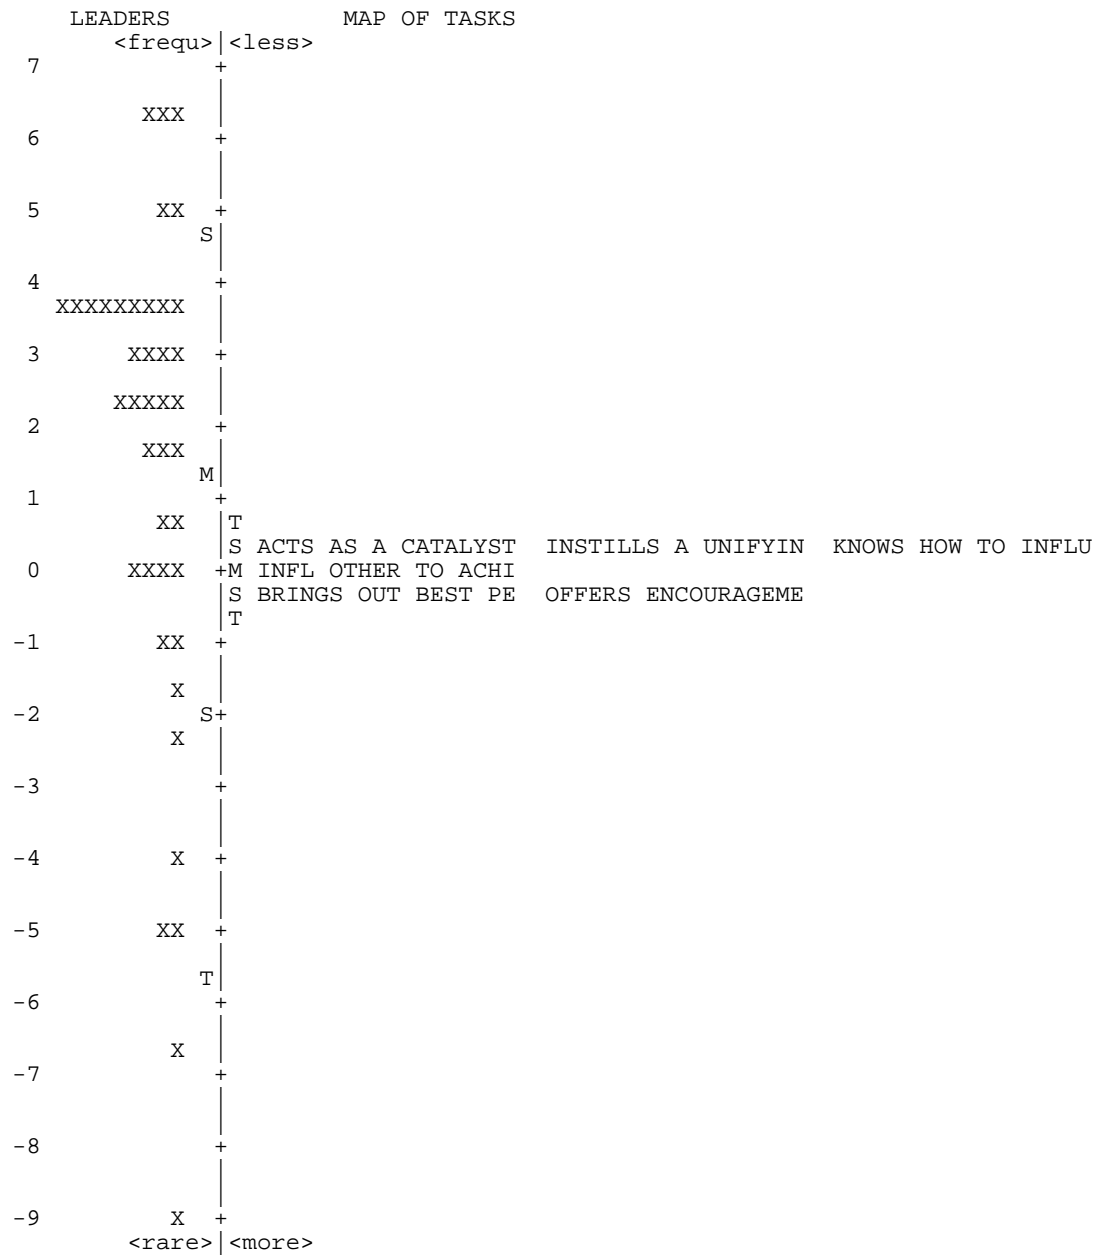 LEADERS MAP OF TASKS
<frequ>|<less>
7 +
|
XXX |
6 +
|
|
5 XX +
S|
|
4 +
XXXXXXXXX |
|
3 XXXX +
|
XXXXX |
2 +
XXX |
M|
1 +
XX |T
|S ACTS AS A CATALYST INSTILLS A UNIFYIN KNOWS HOW TO INFLU
0 XXXX +M INFL OTHER TO ACHI
|S BRINGS OUT BEST PE OFFERS ENCOURAGEME
|T
-1 XX +
|
X |
-2 S+
X |
|
-3 +
|
|
-4 X +
|
|
-5 XX +
|
T|
-6 +
|
X |
-7 +
|
|
-8 +
|
|
-9 X +
<rare>|<more>